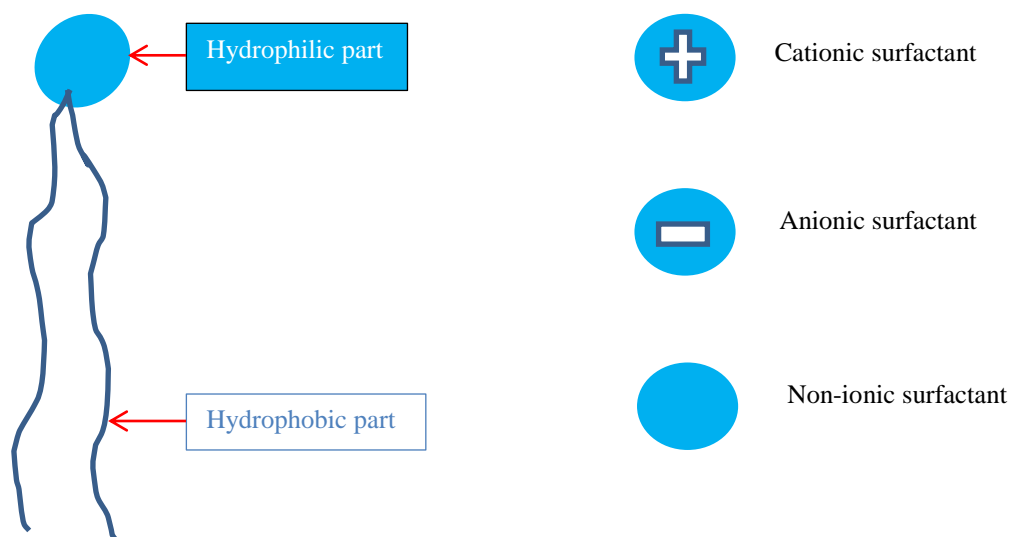 Hydrophilic part
Cationic surfactant
Anionic surfactant
Non-ionic surfactant
Hydrophobic part